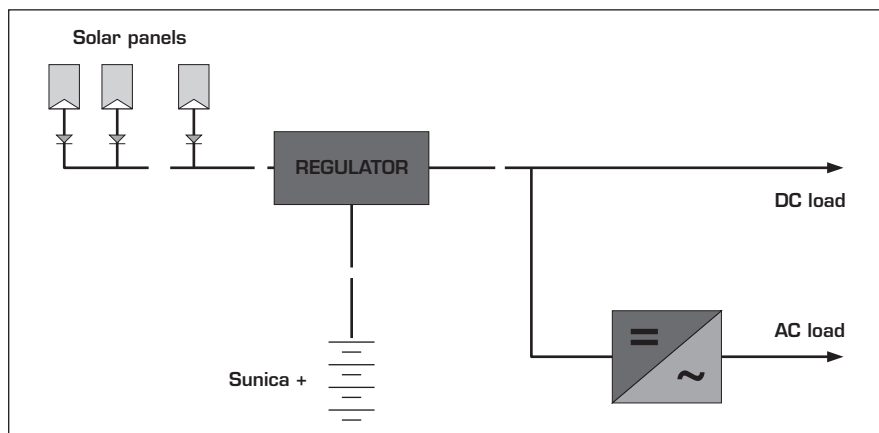 Solar panels
REGULATOR
DC load
AC load
Sunica +